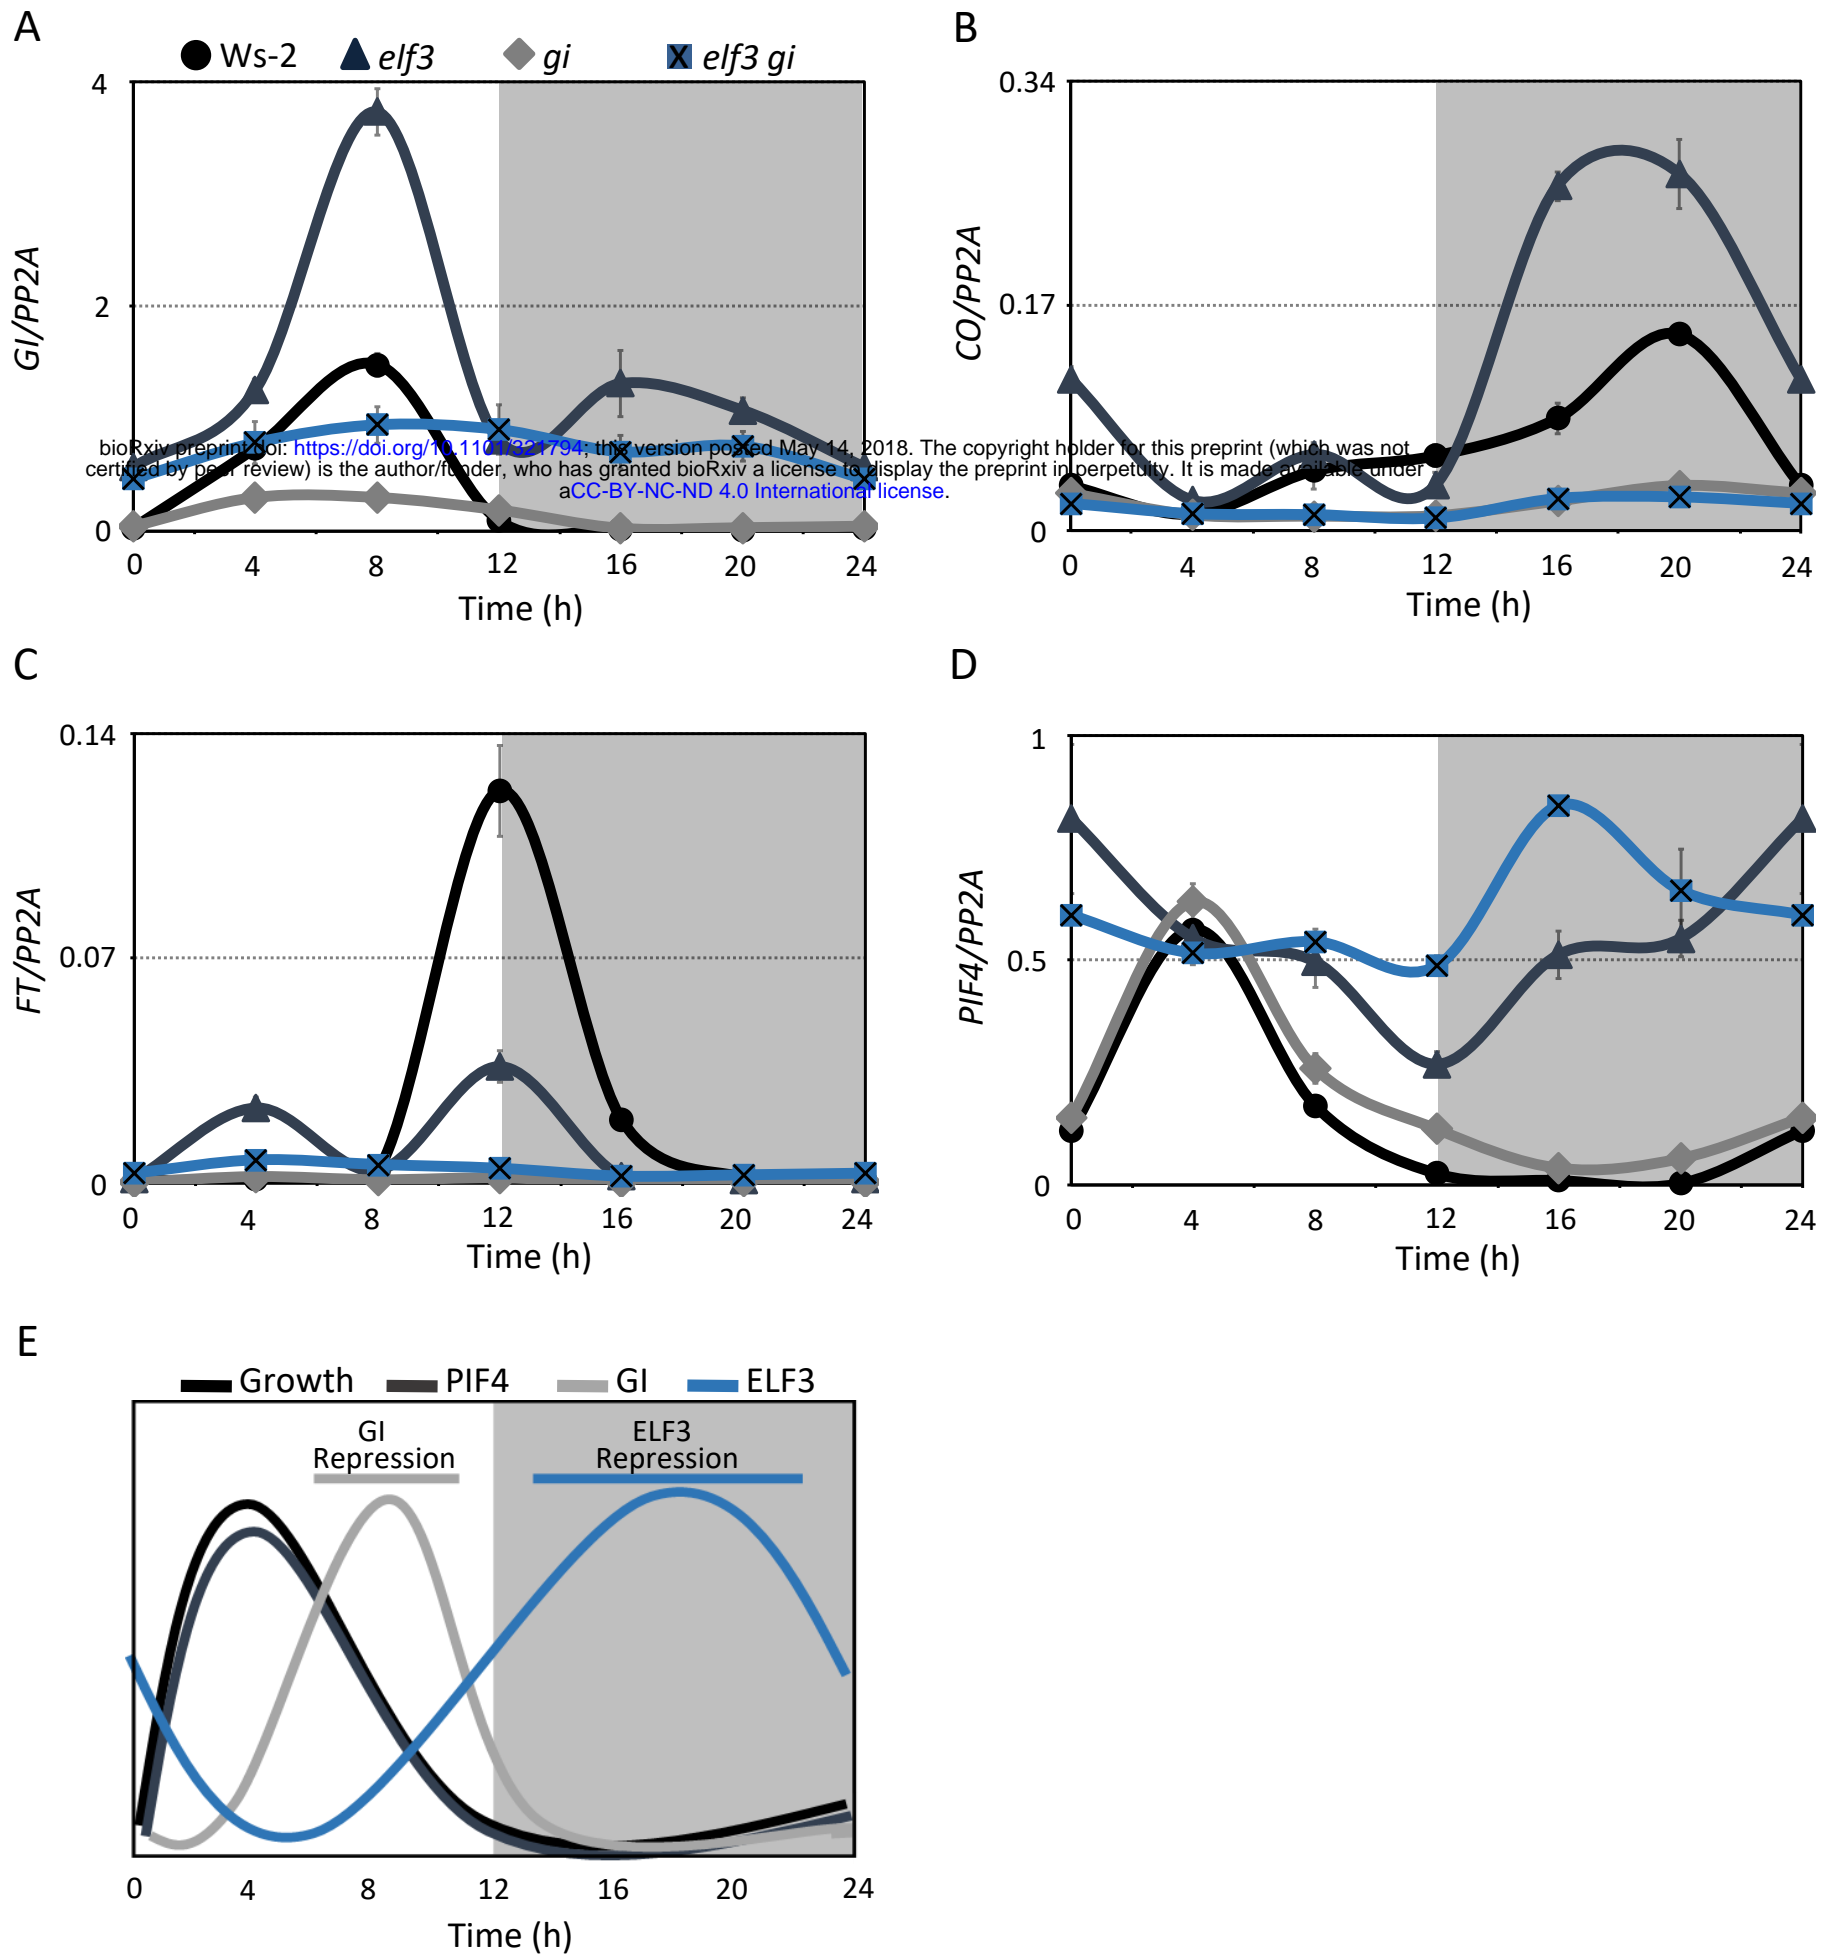 A
Ws-2 elf3 gi elf3 gi
4
2
0
GI/PP2A
0 4 8 12 16 20 24
Time (h)
B
0.34
0.17
0
CO/PP2A
0 4 8 12 16 20 24
Time (h)
bioRxiv preprint doi: https://doi.org/10.1101/321794; this version posted May 14, 2018. The copyright holder for this preprint (which was not
certified by peer review) is the author/funder, who has granted bioRxiv a license to display the preprint in perpetuity. It is made available under
aCC-BY-NC-ND 4.0 International license.
C
0.14
0.07
0
FT/PP2A
0 4 8 12 16 20 24
Time (h)
D
1
0.5
0
PIF4/PP2A
0 4 8 12 16 20 24
Time (h)
E
Growth PIF4 GI ELF3
GI
Repression
ELF3
Repression
0 4 8 12 16 20 24
Time (h)